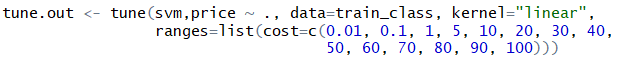 tune.out <- tune(svm,price ~ ., data=train_class, kernel="linear",
ranges=list(cost=c(0.01, 0.1, 1, 5, 10, 20, 30, 40,
50, 60, 70, 80, 90, 100)))